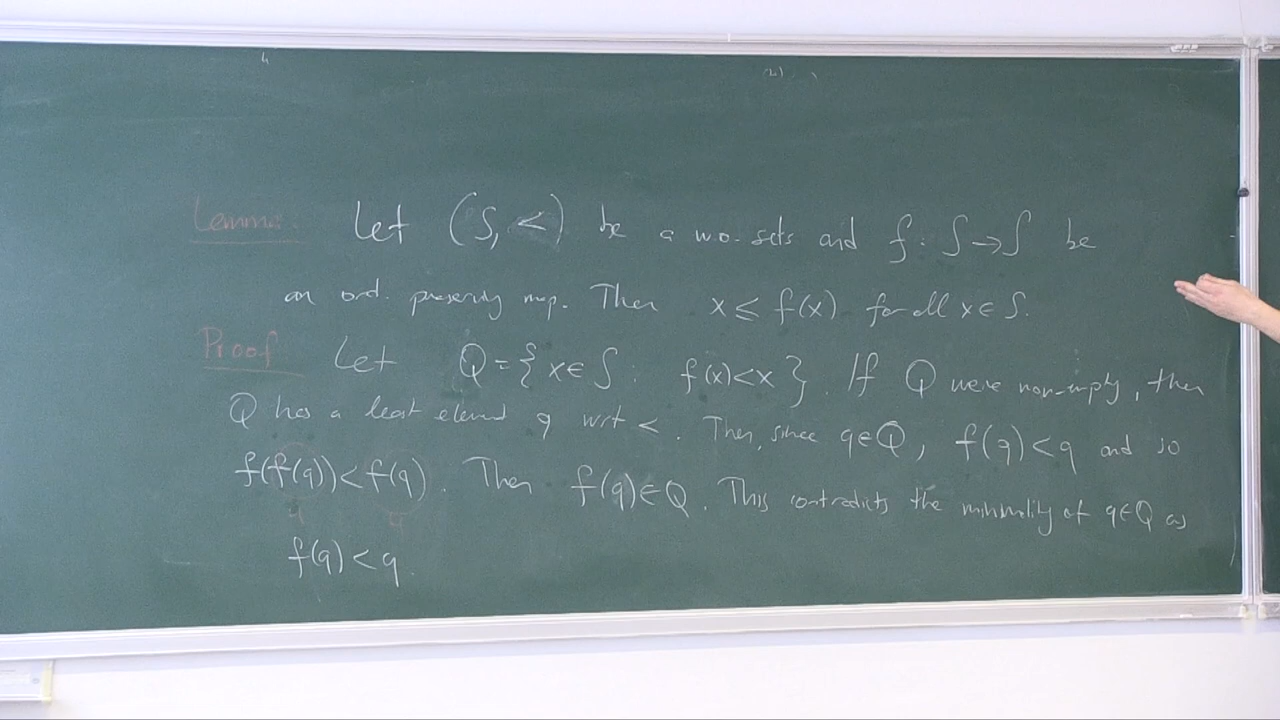 Lemma: Let (S, <) be a w.o. sets and f: S → S be
an ord. preserving map. Then x ≤ f(x) for all x ∈ S.
Proof Let Q = { x ∈ S : f(x) < x }. If Q were non-empty, then
Q has a least element q wrt <. Then, since q ∈ Q, f(q) < q and so
f(f(q)) < f(q). Then f(q) ∈ Q. This contradicts the minimality of q ∈ Q as
f(q) < q.